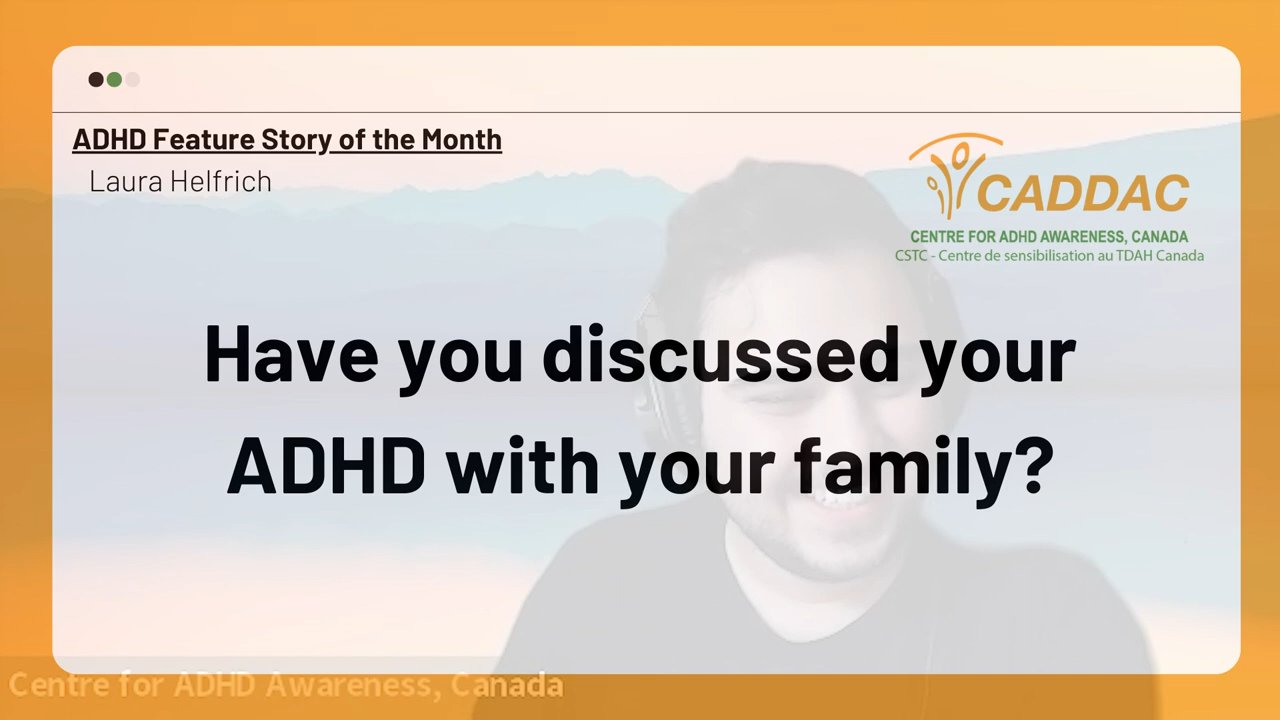 ADHD Feature Story of the Month
Laura Helfrich
CADDAC
CENTRE FOR ADHD AWARENESS, CANADA
CSTC - Centre de sensibilisation au TDAH Canada
Have you discussed your
ADHD with your family?
Centre for ADHD Awareness, Canada